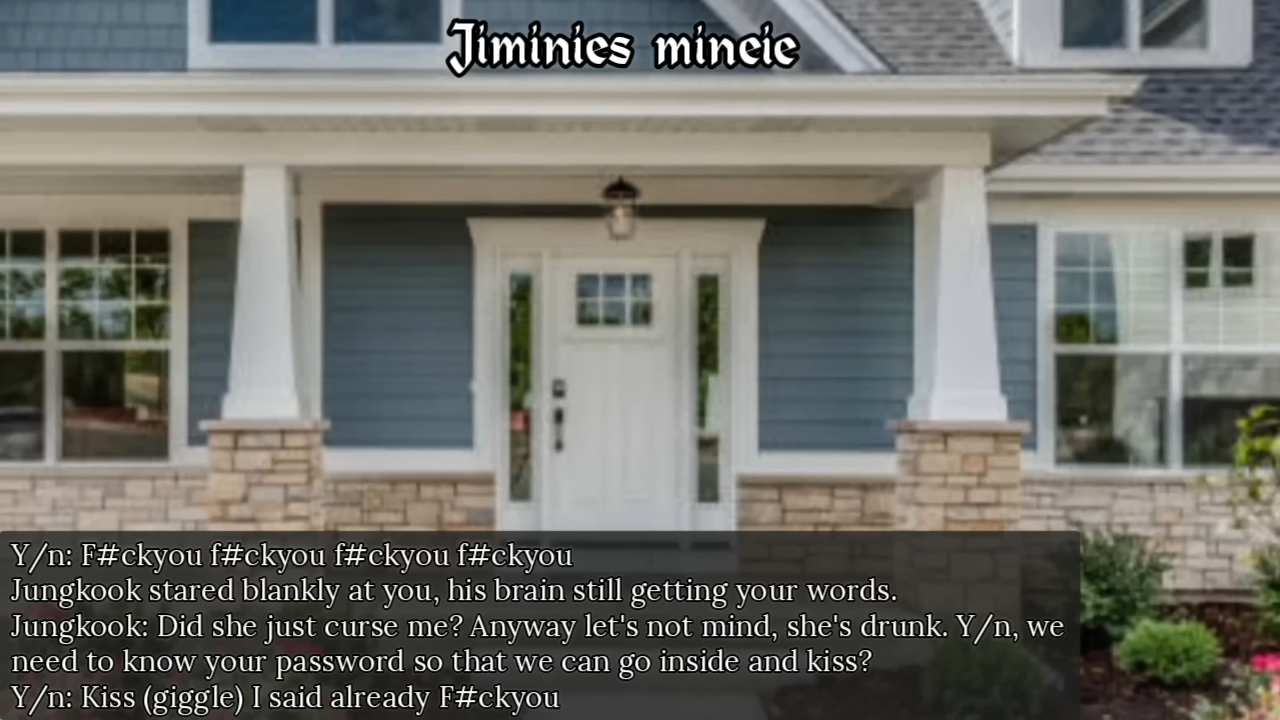 Jiminies mincie
Y/n: F#ckyou f#ckyou f#ckyou f#ckyou
Jungkook stared blankly at you, his brain still getting your words.
Jungkook: Did she just curse me? Anyway let's not mind, she's drunk. Y/n, we
need to know your password so that we can go inside and kiss?
Y/n: Kiss (giggle) I said already F#ckyou